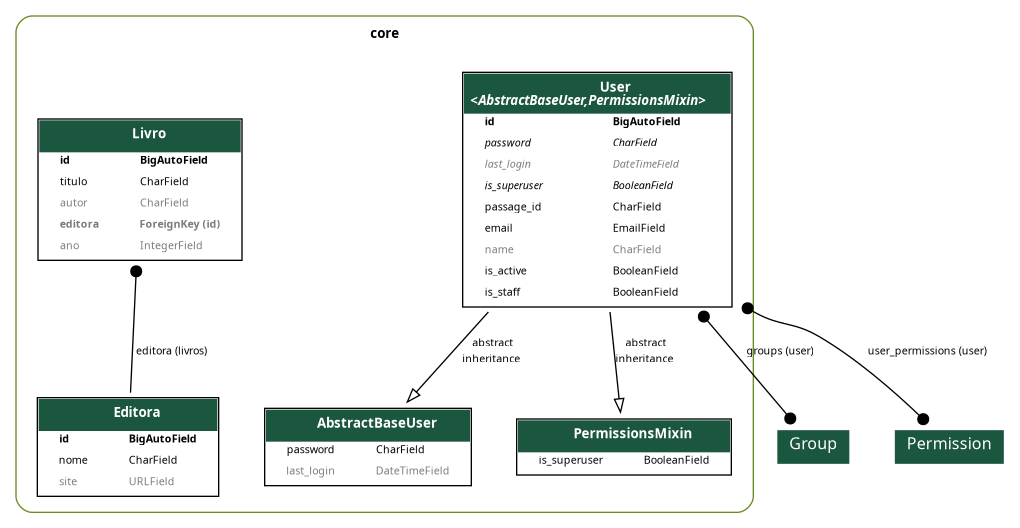 core
User
<AbstractBaseUser,PermissionsMixin>
id BigAutoField
password CharField
last_login DateTimeField
is_superuser BooleanField
passage_id CharField
email EmailField
name CharField
is_active BooleanField
is_staff BooleanField
Livro
id BigAutoField
titulo CharField
autor CharField
editora ForeignKey (id)
ano IntegerField
editora (livros)
abstract
inheritance
abstract
inheritance
groups (user)
user_permissions (user)
Editora
id BigAutoField
nome CharField
site URLField
AbstractBaseUser
password CharField
last_login DateTimeField
PermissionsMixin
is_superuser BooleanField
Group
Permission